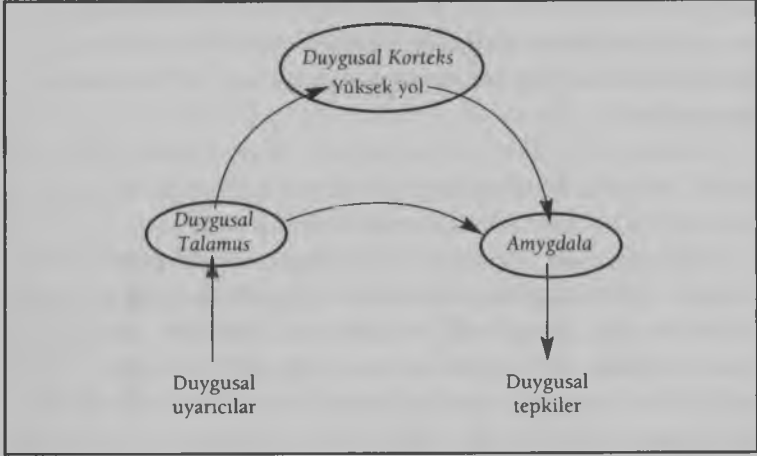 Duygusal Korteks
Yüksek yol
Duygusal
Talamus
Amygdala
Duygusal
uyarıcılar
Duygusal
tepkiler